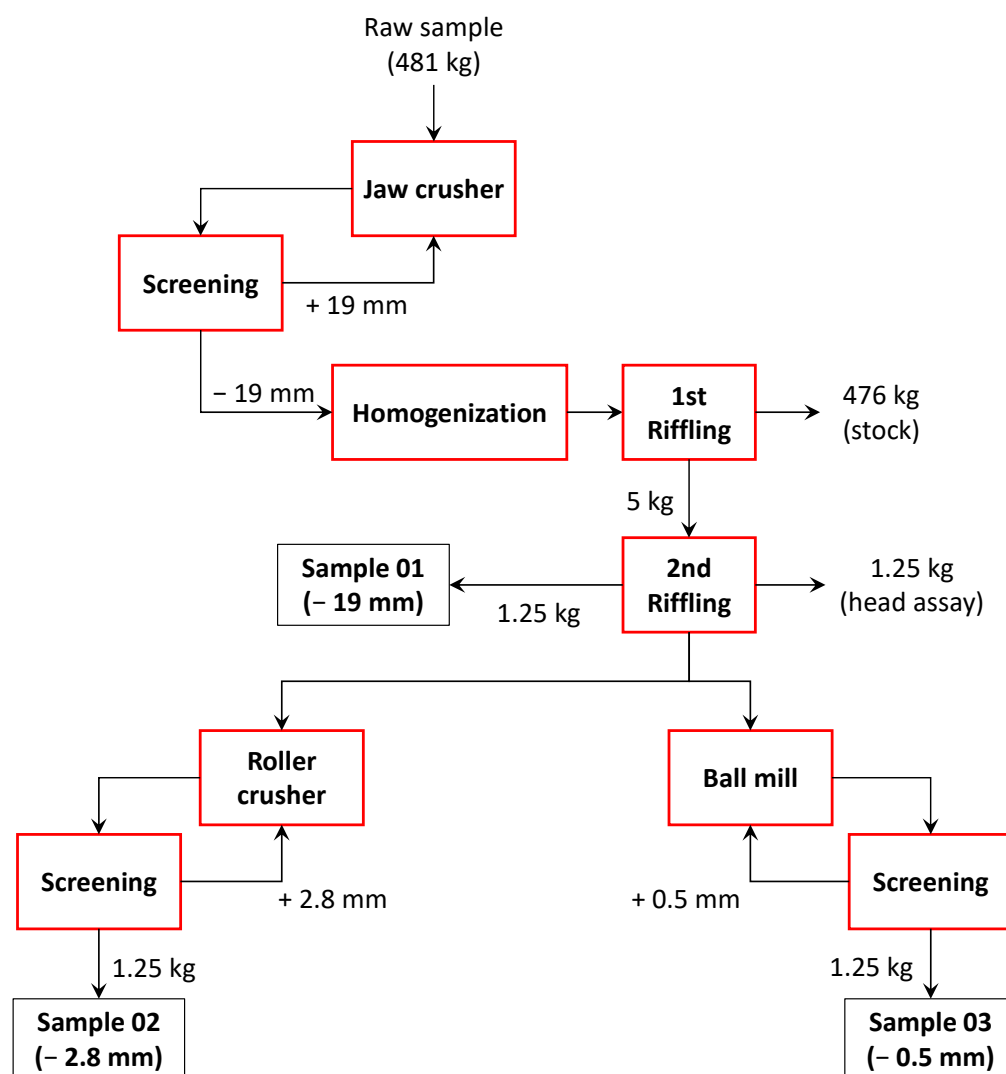 Raw sample
(481 kg)
Jaw crusher
Screening
+ 19 mm
− 19 mm
Homogenization
1st
Riffling
476 kg
(stock)
5 kg
Sample 01
(− 19 mm)
1.25 kg
2nd
Riffling
1.25 kg
(head assay)
Roller
crusher
Ball mill
Screening
+ 2.8 mm
+ 0.5 mm
Screening
1.25 kg
1.25 kg
Sample 02
(− 2.8 mm)
Sample 03
(− 0.5 mm)